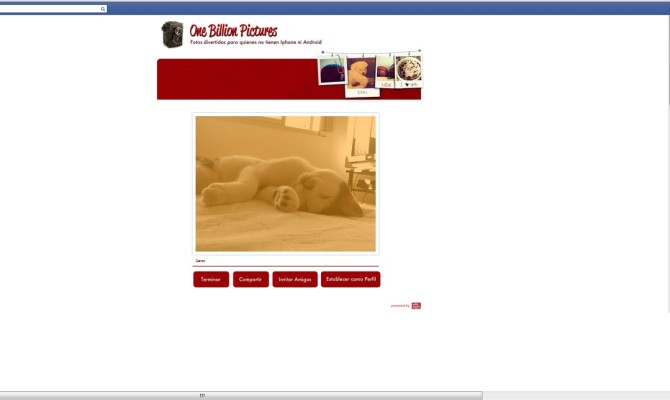 One Billion Pictures
Fotos divertidas para quienes no tienen Iphone ni Android
Terminar
Compartir
Invitar Amigos
Establecer como Perfil
powered by